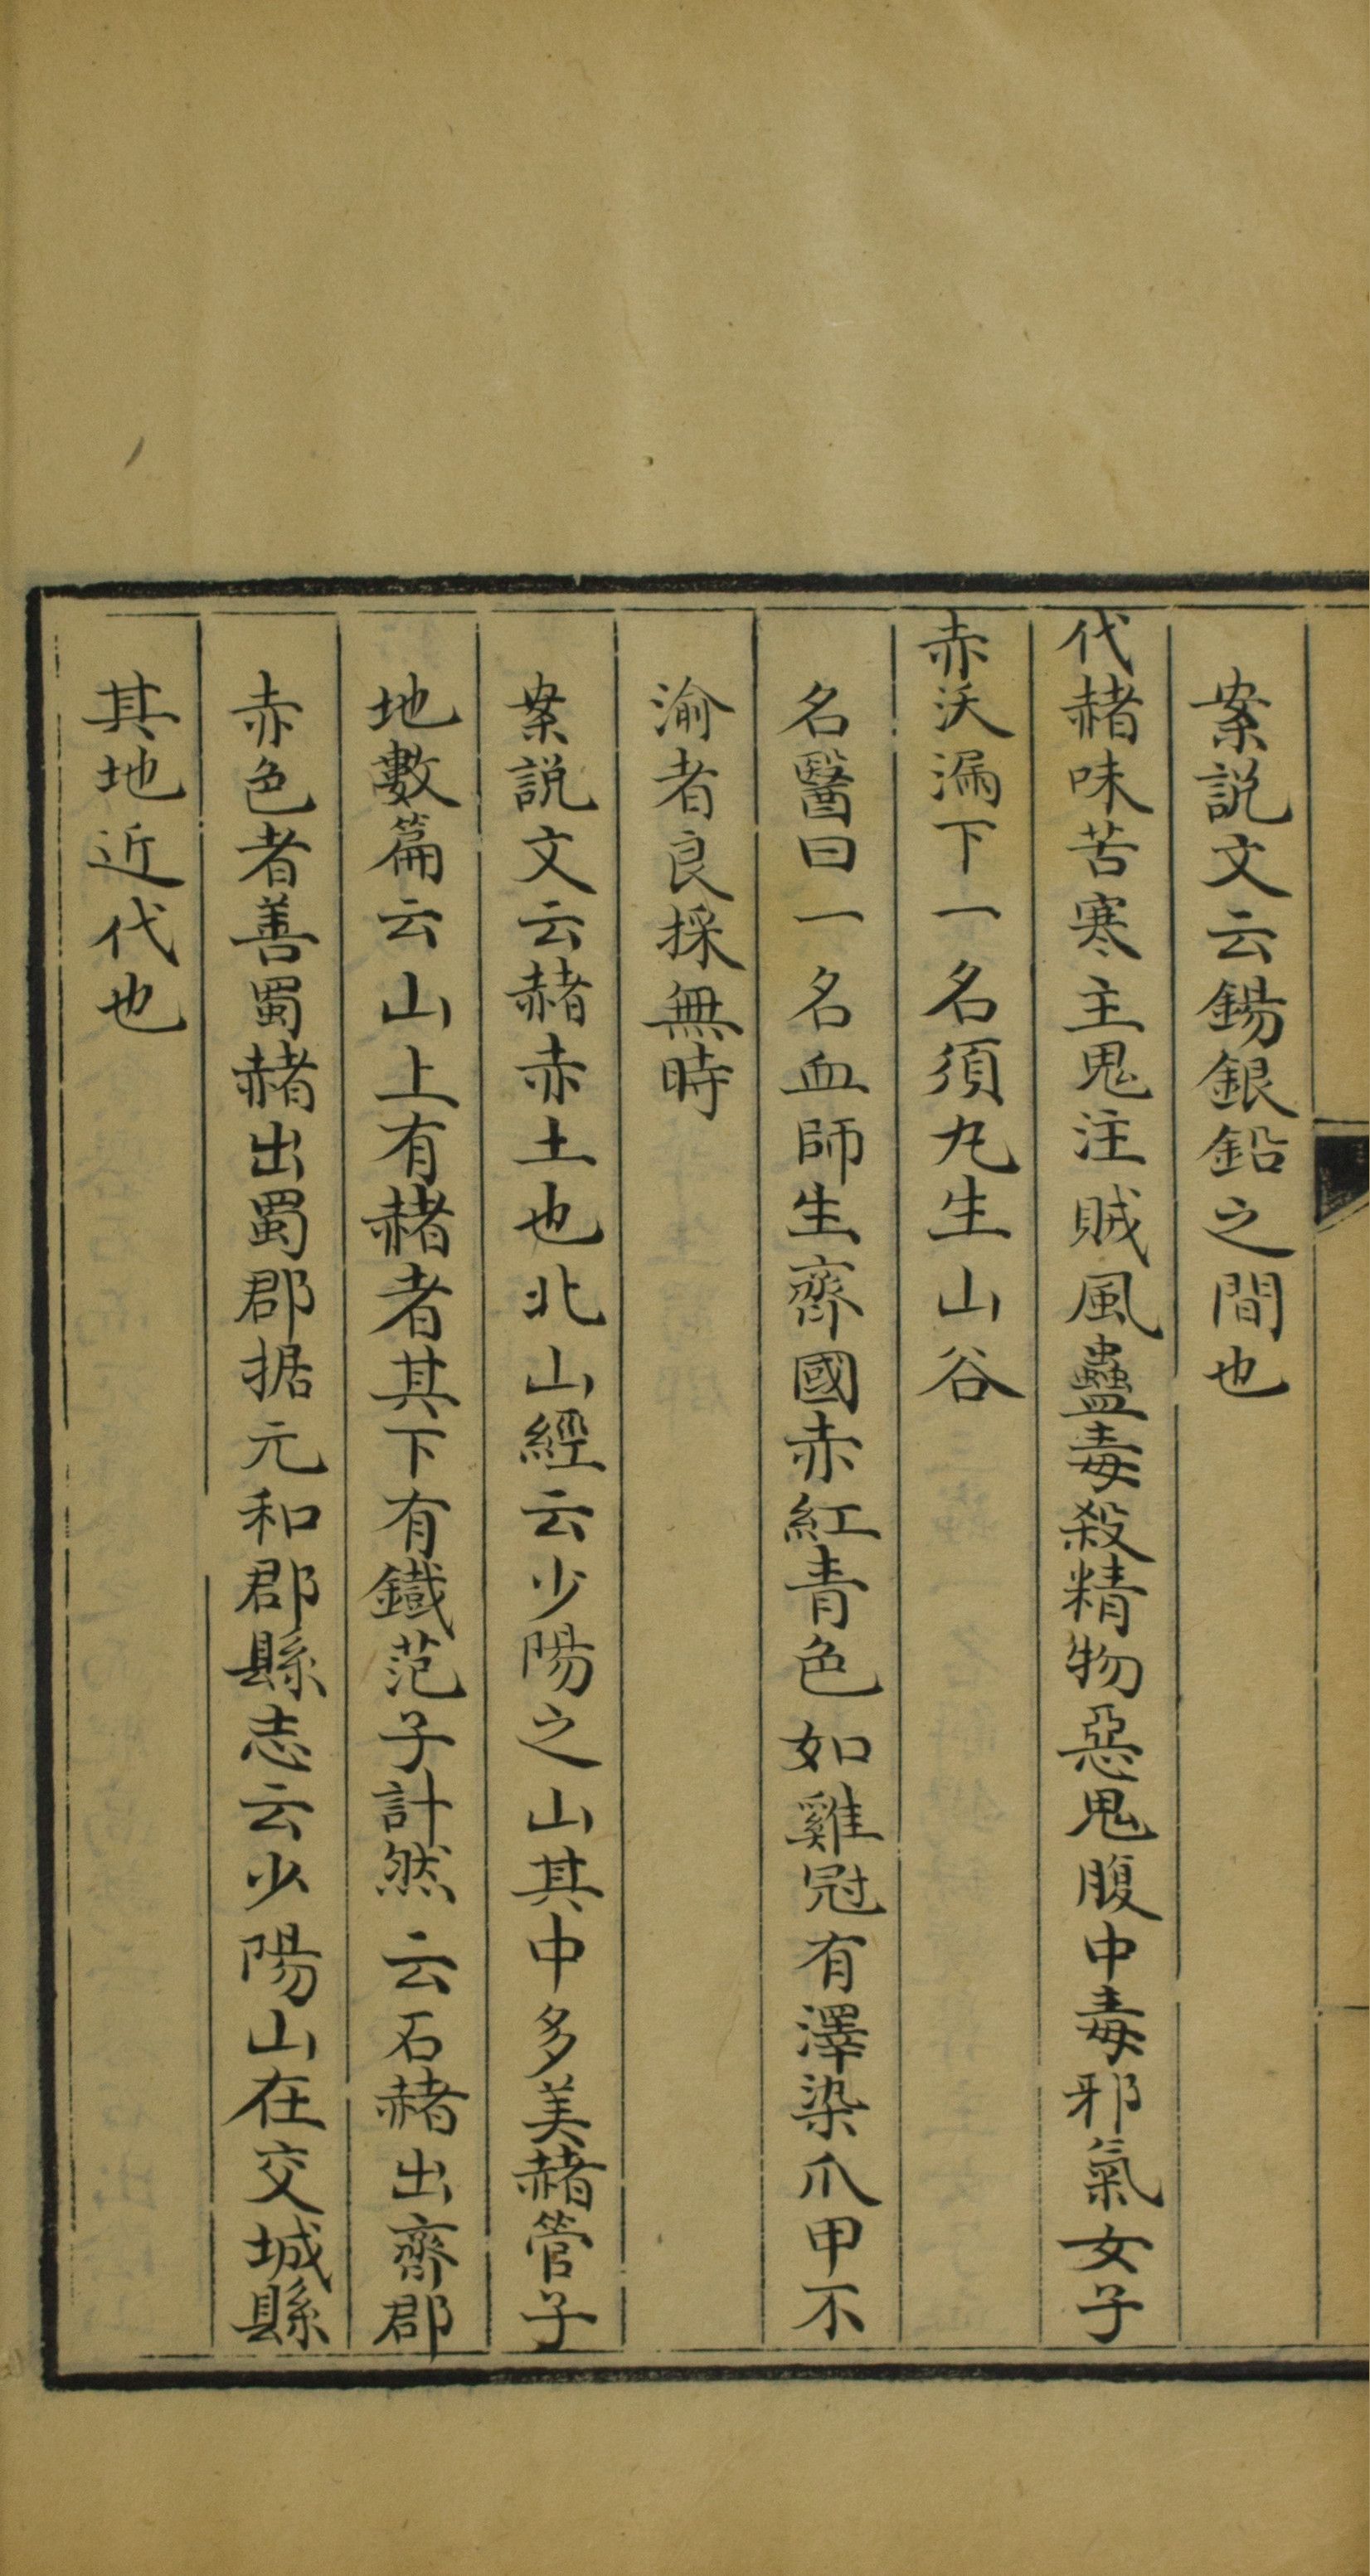 案說文云錫銀鉛之間也
代赭味苦寒主鬼注賊風蠱毒殺精物惡鬼腹中毒邪氣女子
赤沃漏下一名須丸生山谷
名醫曰一名血師生齊國赤紅青色如雞冠有澤染爪甲不
渝者良採無時
案說文云赭赤土也北山經云少陽之山其中多美赭管子
地數篇云山上有赭者其下有鐵范子計然云石赭出齊郡
赤色者善蜀赭出蜀郡据元和郡縣志云少陽山在交城縣
其地近代也